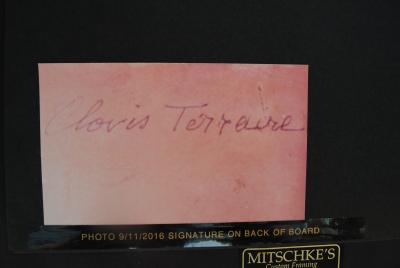 Clovis Terraire
PHOTO 9/11/2016 SIGNATURE ON BACK OF BOARD
MITSCHKE'S
Custom Framing